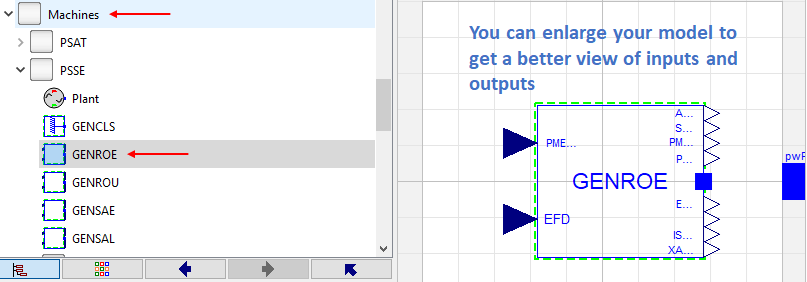 Machines
PSAT
PSSE
Plant
GENCLS
GENROE
GENROU
GENSAE
GENSAL
You can enlarge your model to
get a better view of inputs and
outputs
A...
S...
PM...
P...
PME...
GENROE
EFD
E...
IS...
XA...